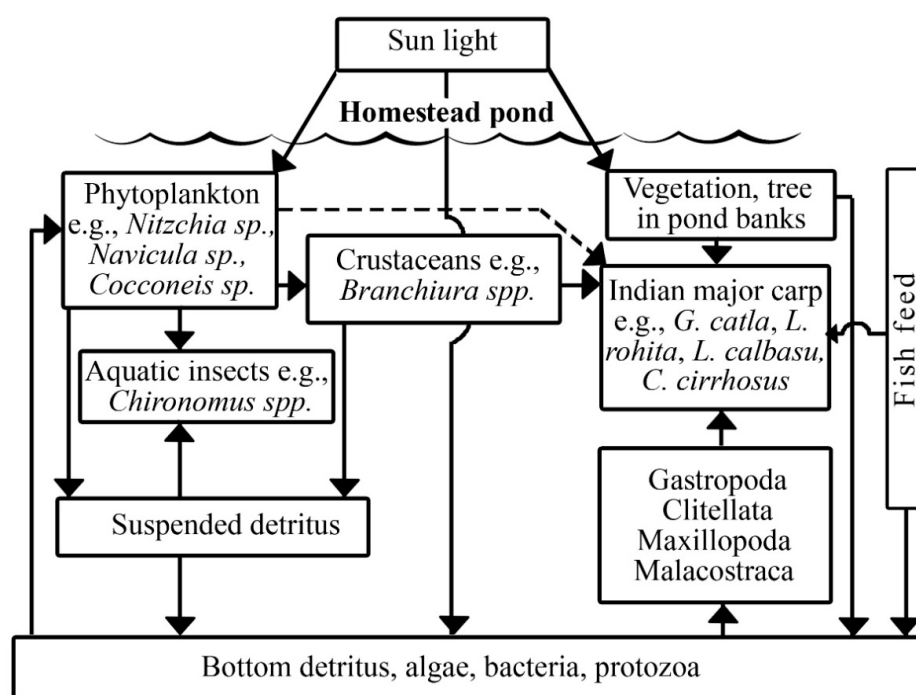 Sun light
Homestead pond
Phytoplankton
e.g., Nitzchia sp.,
Navicula sp.,
Cocconeis sp.
Crustaceans e.g.,
Branchiura spp.
Vegetation, tree
in pond banks
Indian major carp
e.g., G. catla, L.
rohita, L. calbasu,
C. cirrhosus
Fish feed
Aquatic insects e.g.,
Chironomus spp.
Suspended detritus
Gastropoda
Clitellata
Maxillopoda
Malacostraca
Bottom detritus, algae, bacteria, protozoa